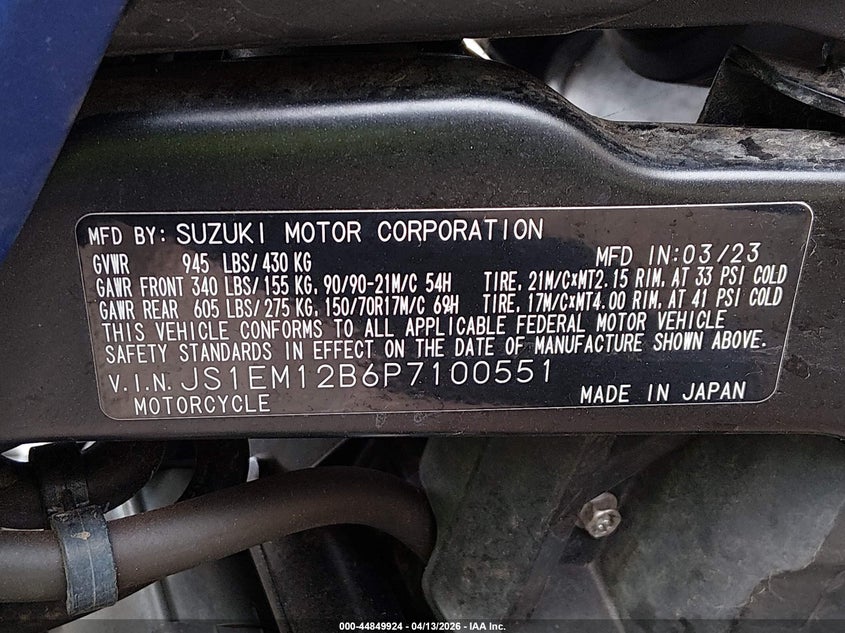 MFD BY: SUZUKI MOTOR CORPORATION MFD IN:03/23
GVWR 945 LBS/ 430 KG
GAWR FRONT 340 LBS/ 155 KG, 90/90-21M/C 54H TIRE, 21M/CxMT2.15 RIM, AT 33 PSI COLD
GAWR REAR 605 LBS/ 275 KG, 150/70R17M/C 69H TIRE, 17M/CxMT4.00 RIM, AT 41 PSI COLD
THIS VEHICLE CONFORMS TO ALL APPLICABLE FEDERAL MOTOR VEHICLE
SAFETY STANDARDS IN EFFECT ON THE DATE OF MANUFACTURE SHOWN ABOVE.
V.I.N. JS1EM12B6P7100551
MOTORCYCLE MADE IN JAPAN
000-44849924 - 04/13/2026 - IAA Inc.